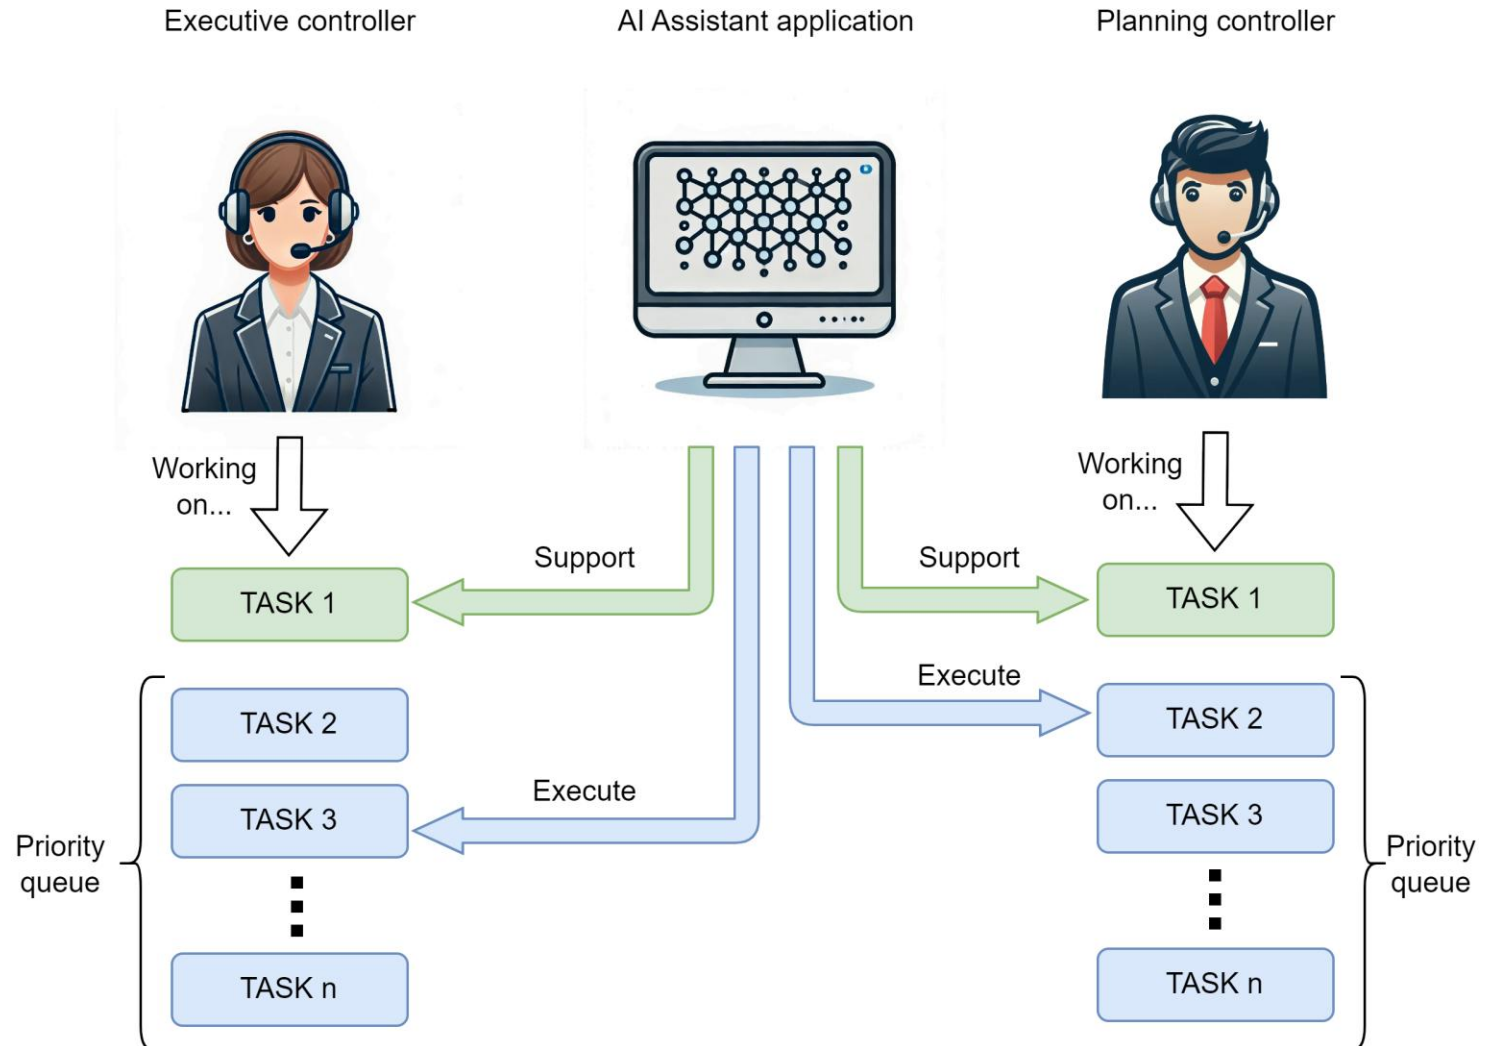 Executive controller
AI Assistant application
Planning controller
Working
on...
Working
on...
Support
Support
TASK 1
TASK 1
Execute
TASK 2
TASK 2
Execute
TASK 3
TASK 3
Priority
queue
Priority
queue
TASK n
TASK n